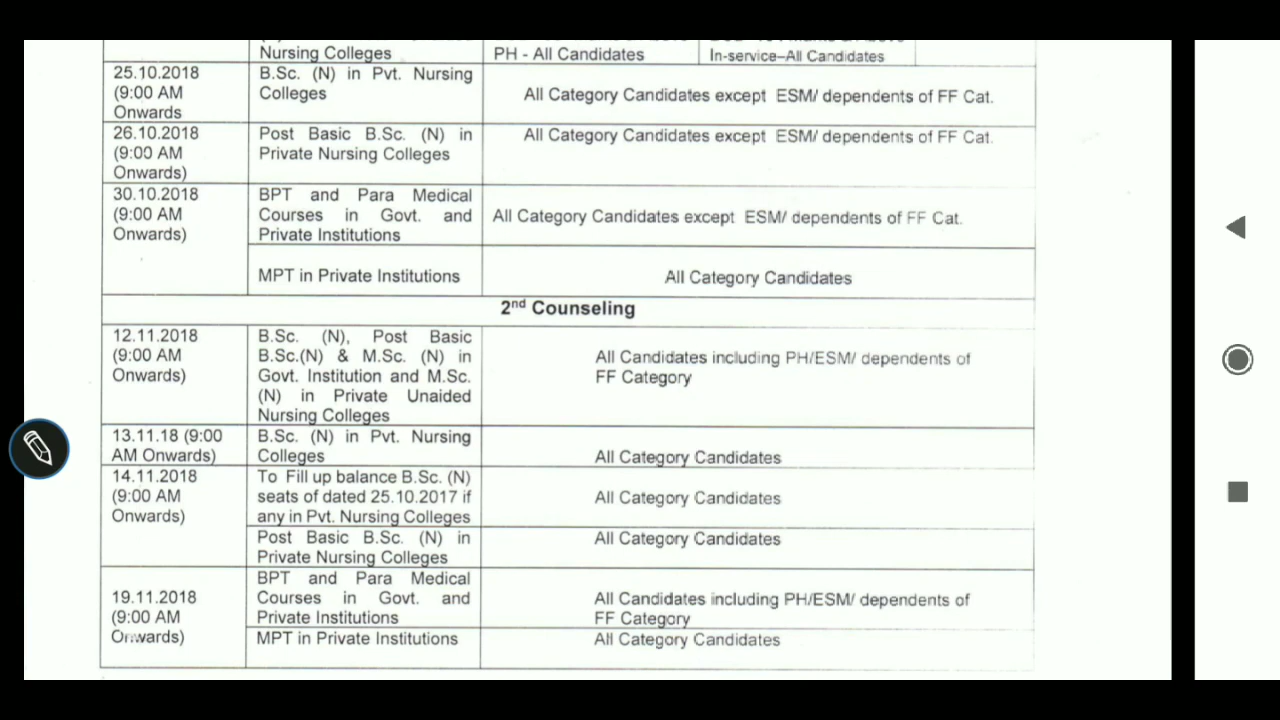 Nursing Colleges
PH - All Candidates
In-service–All Candidates
25.10.2018
(9:00 AM
Onwards
B.Sc. (N) in Pvt. Nursing
Colleges
All Category Candidates except ESM/ dependents of FF Cat.
26.10.2018
(9:00 AM
Onwards)
Post Basic B.Sc. (N) in
Private Nursing Colleges
All Category Candidates except ESM/ dependents of FF Cat.
30.10.2018
(9:00 AM
Onwards)
BPT and Para Medical
Courses in Govt. and
Private Institutions
All Category Candidates except ESM/ dependents of FF Cat.
MPT in Private Institutions
All Category Candidates
2nd Counseling
12.11.2018
(9:00 AM
Onwards)
B.Sc. (N), Post Basic
B.Sc.(N) & M.Sc. (N) in
Govt. Institution and M.Sc.
(N) in Private Unaided
Nursing Colleges
All Candidates including PH/ESM/ dependents of
FF Category
13.11.18 (9:00
AM Onwards)
B.Sc. (N) in Pvt. Nursing
Colleges
All Category Candidates
14.11.2018
(9:00 AM
Onwards)
To Fill up balance B.Sc. (N)
seats of dated 25.10.2017 if
any in Pvt. Nursing Colleges
All Category Candidates
Post Basic B.Sc. (N) in
Private Nursing Colleges
All Category Candidates
19.11.2018
(9:00 AM
Onwards)
BPT and Para Medical
Courses in Govt. and
Private Institutions
All Candidates including PH/ESM/ dependents of
FF Category
MPT in Private Institutions
All Category Candidates